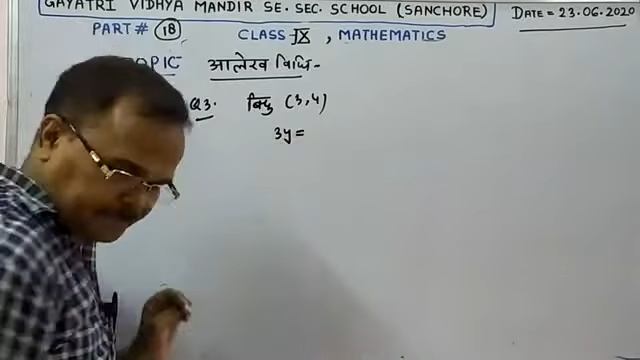 GAYATRI VIDHYA MANDIR SE. SEC. SCHOOL (SANCHORE)
DATE = 23.06.2020
PART # 18
CLASS-IX, MATHEMATICS
TOPIC आलेख विधि-
Q3. बिन्दु (3,4)
3y =